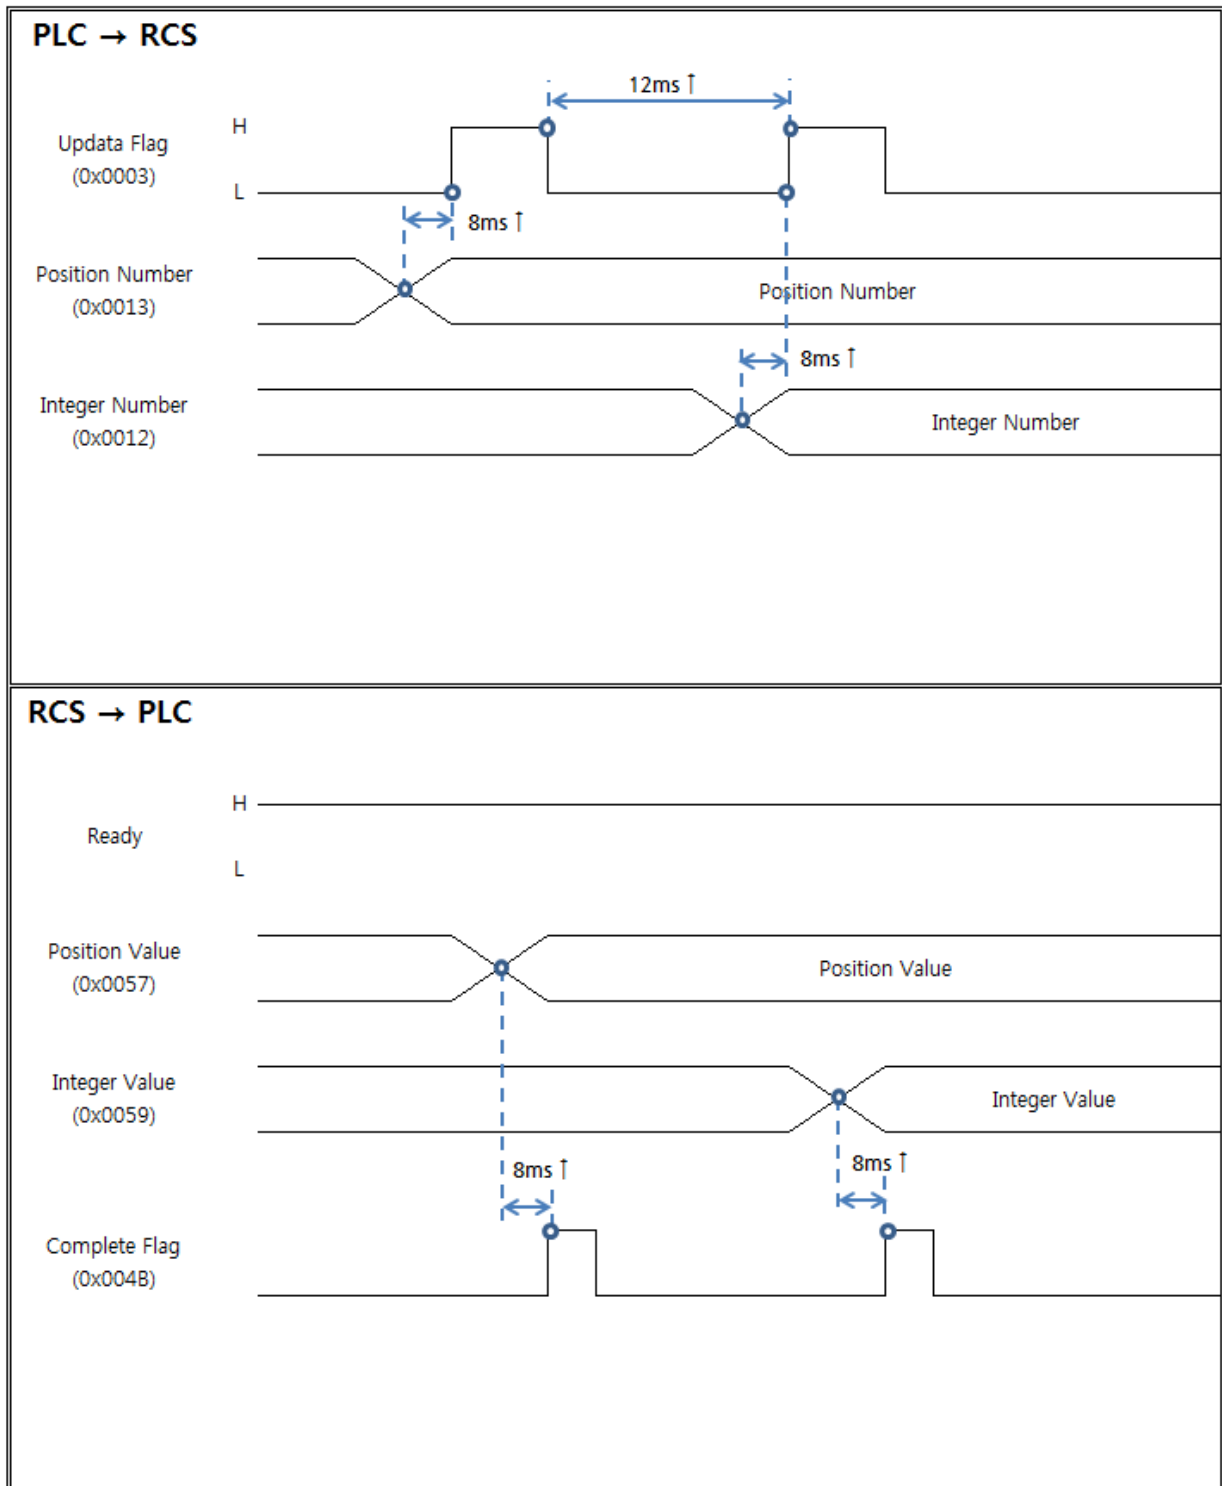 PLC → RCS
12ms↑
H
Updata Flag
(0x0003)
L
8ms↑
Position Number
(0x0013)
Position Number
8ms↑
Integer Number
(0x0012)
Integer Number
RCS → PLC
H
Ready
L
Position Value
(0x0057)
Position Value
Integer Value
(0x0059)
Integer Value
8ms↑
8ms↑
Complete Flag
(0x004B)